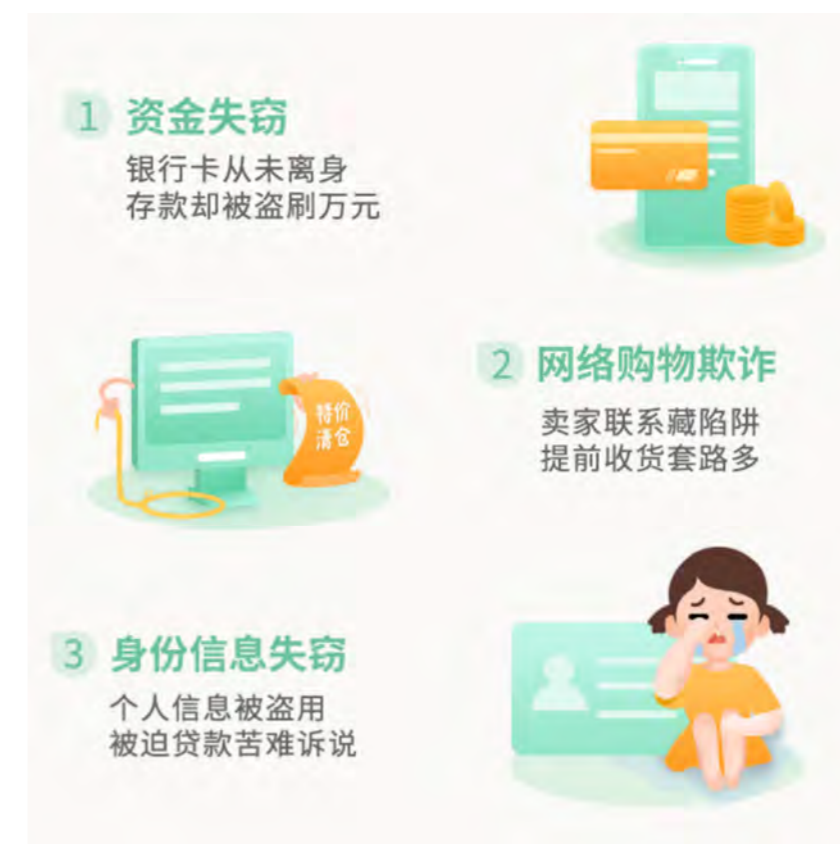 1 资金失窃
银行卡从未离身
存款却被盗刷万元
特价
清仓
2 网络购物欺诈
卖家联系藏陷阱
提前收货套路多
3 身份信息失窃
个人信息被盗用
被迫贷款苦难诉说